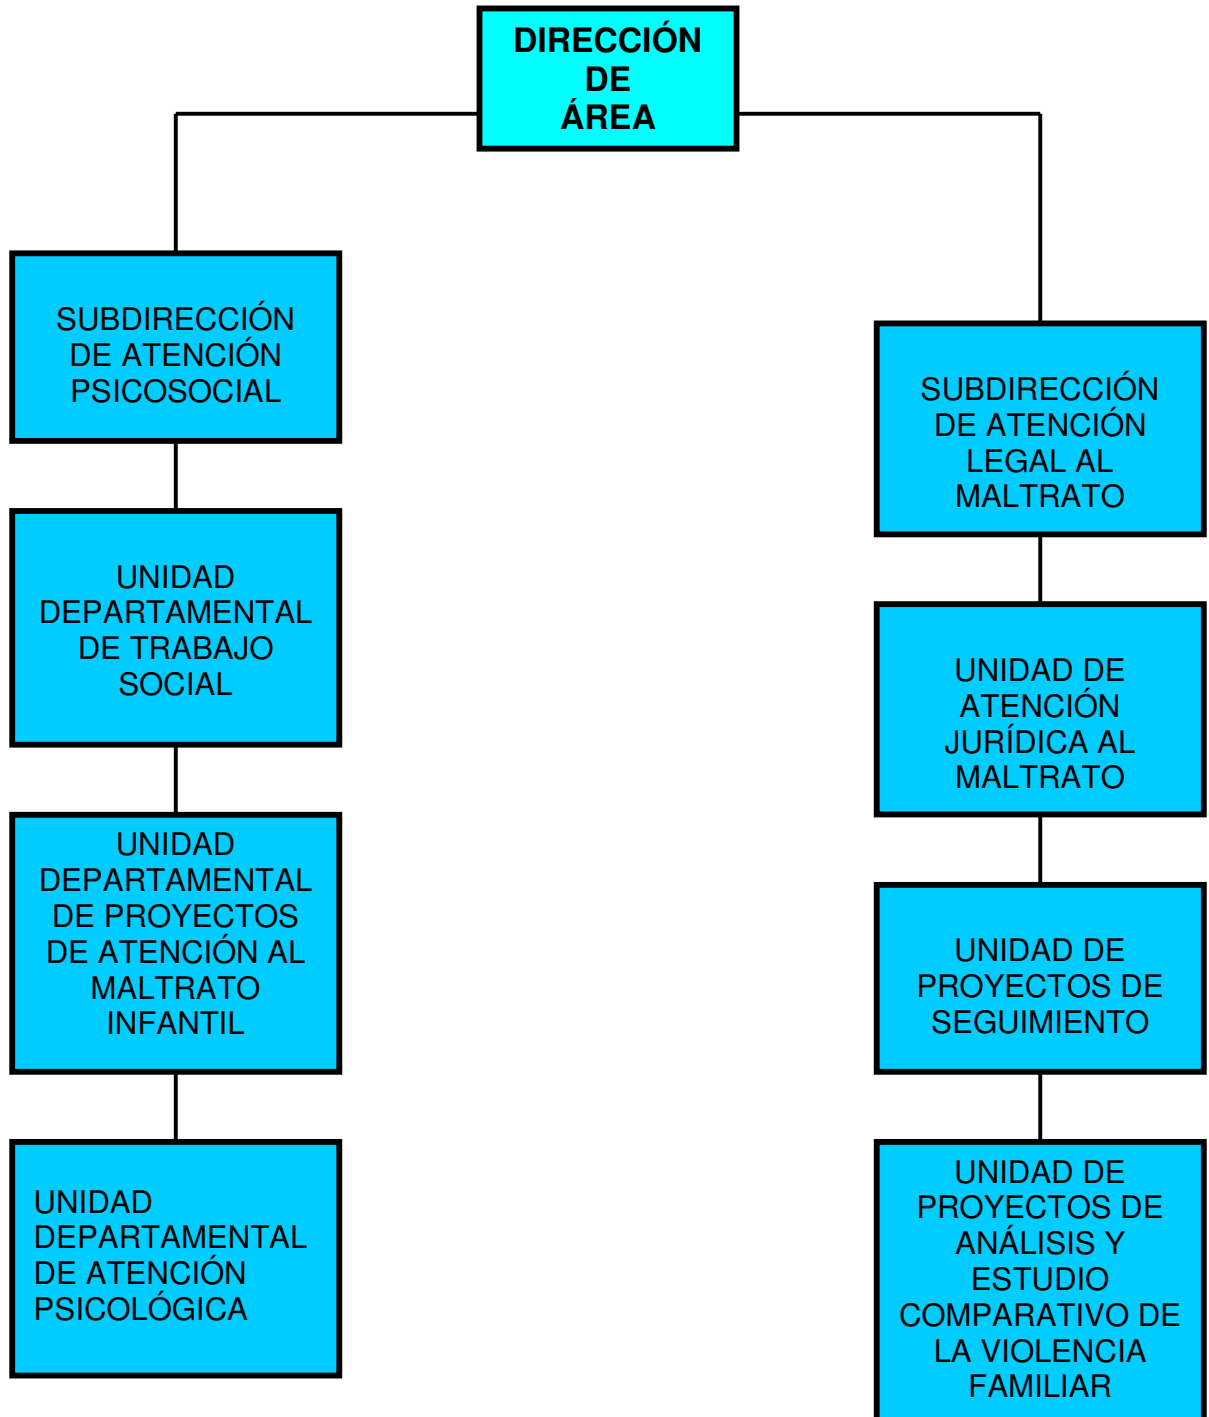 DIRECCIÓN
DE
ÁREA
SUBDIRECCIÓN
DE ATENCIÓN
PSICOSOCIAL
UNIDAD
DEPARTAMENTAL
DE TRABAJO
SOCIAL
UNIDAD
DEPARTAMENTAL
DE PROYECTOS
DE ATENCIÓN AL
MALTRATO
INFANTIL
UNIDAD
DEPARTAMENTAL
DE ATENCIÓN
PSICOLÓGICA
SUBDIRECCIÓN
DE ATENCIÓN
LEGAL AL
MALTRATO
UNIDAD DE
ATENCIÓN
JURÍDICA AL
MALTRATO
UNIDAD DE
PROYECTOS DE
SEGUIMIENTO
UNIDAD DE
PROYECTOS DE
ANÁLISIS Y
ESTUDIO
COMPARATIVO DE
LA VIOLENCIA
FAMILIAR